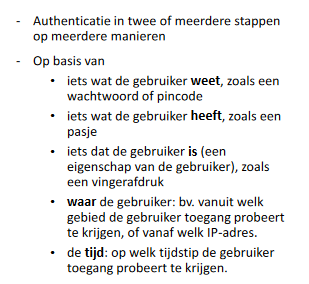 - Authenticatie in twee of meerdere stappen
op meerdere manieren
- Op basis van
• iets wat de gebruiker weet, zoals een
wachtwoord of pincode
• iets wat de gebruiker heeft, zoals een
pasje
• iets dat de gebruiker is (een
eigenschap van de gebruiker), zoals
een vingerafdruk
• waar de gebruiker: bv. vanuit welk
gebied de gebruiker toegang probeert
te krijgen, of vanaf welk IP-adres.
• de tijd: op welk tijdstip de gebruiker
toegang probeert te krijgen.